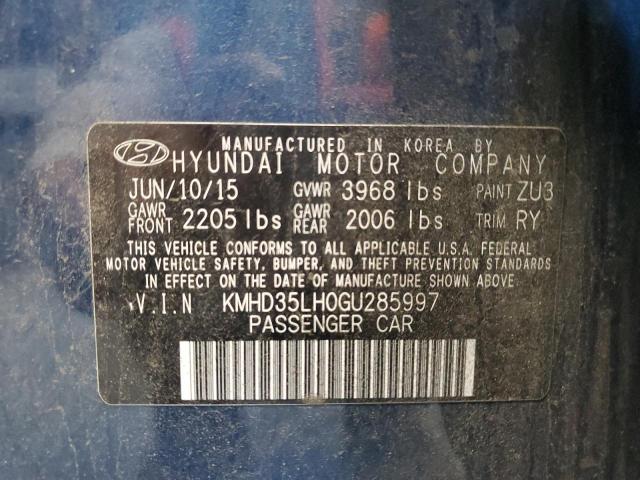 MANUFACTURED IN KOREA BY
HYUNDAI MOTOR COMPANY
JUN/10/15 GVWR 3968 lbs PAINT ZU3
GAWR FRONT 2205 lbs GAWR REAR 2006 lbs TRIM RY
THIS VEHICLE CONFORMS TO ALL APPLICABLE U.S.A. FEDERAL
MOTOR VEHICLE SAFETY, BUMPER, AND THEFT PREVENTION STANDARDS
IN EFFECT ON THE DATE OF MANUFACTURE SHOWN ABOVE.
V.I.N KMHD35LH0GU285997
PASSENGER CAR